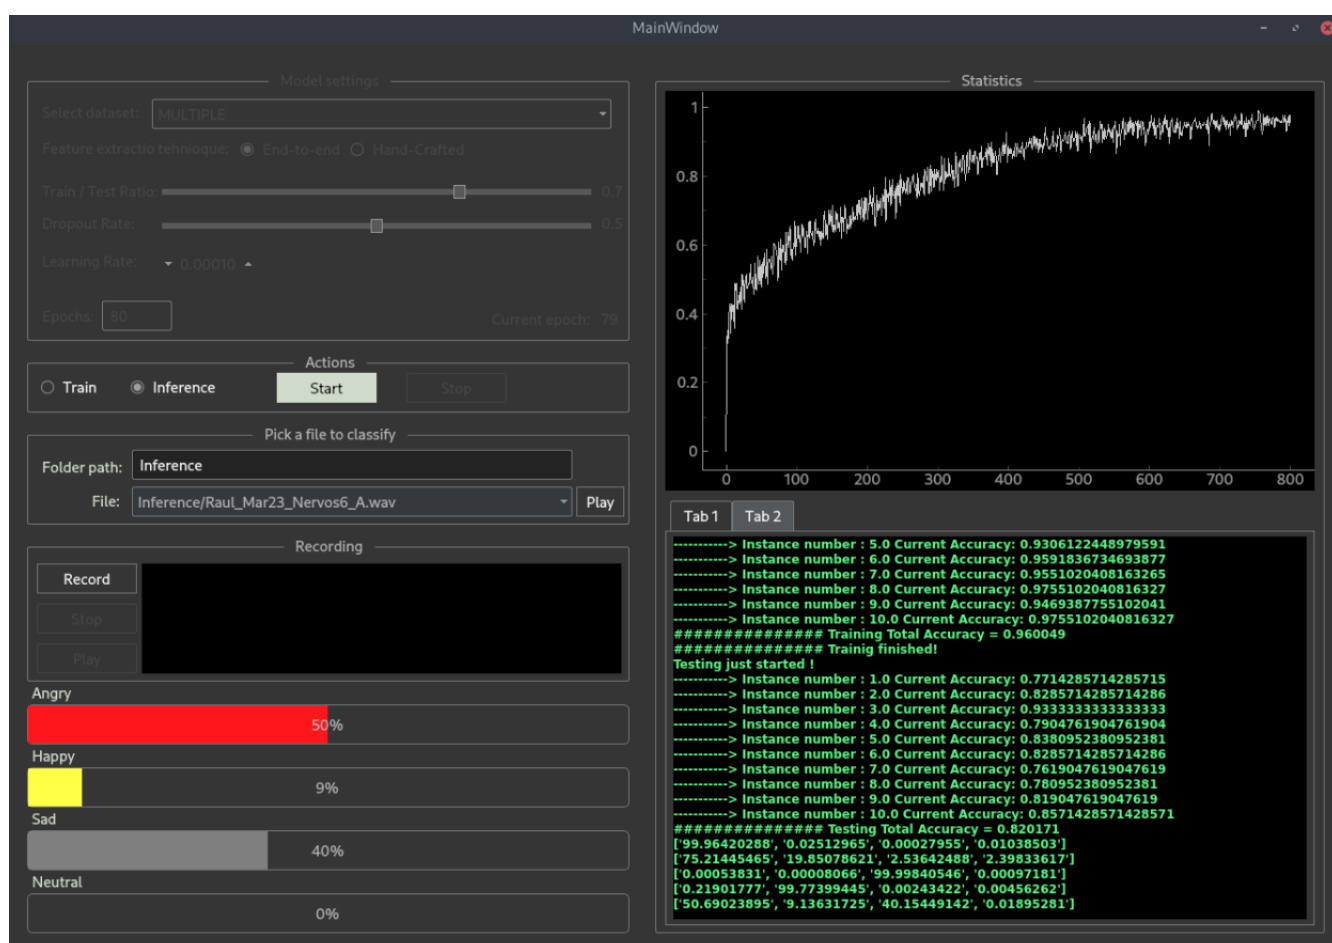 MainWindow
Model settings
Select dataset: MULTIPLE
Feature extractio tehnioque: End-to-end Hand-Crafted
Train / Test Ratio: 0.7
Dropout Rate: 0.5
Learning Rate: 0.00010
Epochs: 80 Current epoch: 79
Actions
Train Inference Start Stop
Pick a file to classify
Folder path: Inference
File: Inference/Raul_Mar23_Nervos6_A.wav Play
Recording
Record
Stop
Play
Angry
50%
Happy
9%
Sad
40%
Neutral
0%
Statistics
1
0.8
0.6
0.4
0.2
0
0 100 200 300 400 500 600 700 800
Tab 1 Tab 2
----------> Instance number : 5.0 Current Accuracy: 0.9306122448979591
----------> Instance number : 6.0 Current Accuracy: 0.9591836734693877
----------> Instance number : 7.0 Current Accuracy: 0.9551020408163265
----------> Instance number : 8.0 Current Accuracy: 0.9755102040816327
----------> Instance number : 9.0 Current Accuracy: 0.9469387755102041
----------> Instance number : 10.0 Current Accuracy: 0.9755102040816327
############### Training Total Accuracy = 0.960049
############### Trainig finished!
Testing just started !
----------> Instance number : 1.0 Current Accuracy: 0.7714285714285715
----------> Instance number : 2.0 Current Accuracy: 0.8285714285714286
----------> Instance number : 3.0 Current Accuracy: 0.9333333333333333
----------> Instance number : 4.0 Current Accuracy: 0.7904761904761904
----------> Instance number : 5.0 Current Accuracy: 0.8380952380952381
----------> Instance number : 6.0 Current Accuracy: 0.8285714285714286
----------> Instance number : 7.0 Current Accuracy: 0.7619047619047619
----------> Instance number : 8.0 Current Accuracy: 0.780952380952381
----------> Instance number : 9.0 Current Accuracy: 0.819047619047619
----------> Instance number : 10.0 Current Accuracy: 0.8571428571428571
############### Testing Total Accuracy = 0.820171
['99.96420288', '0.02512965', '0.00027955', '0.01038503']
['75.21445465', '19.85078621', '2.53642488', '2.39833617']
['0.00053831', '0.00008066', '99.99840546', '0.00097181']
['0.21901777', '99.77399445', '0.00243422', '0.00456262']
['50.69023895', '9.13631725', '40.15449142', '0.01895281']